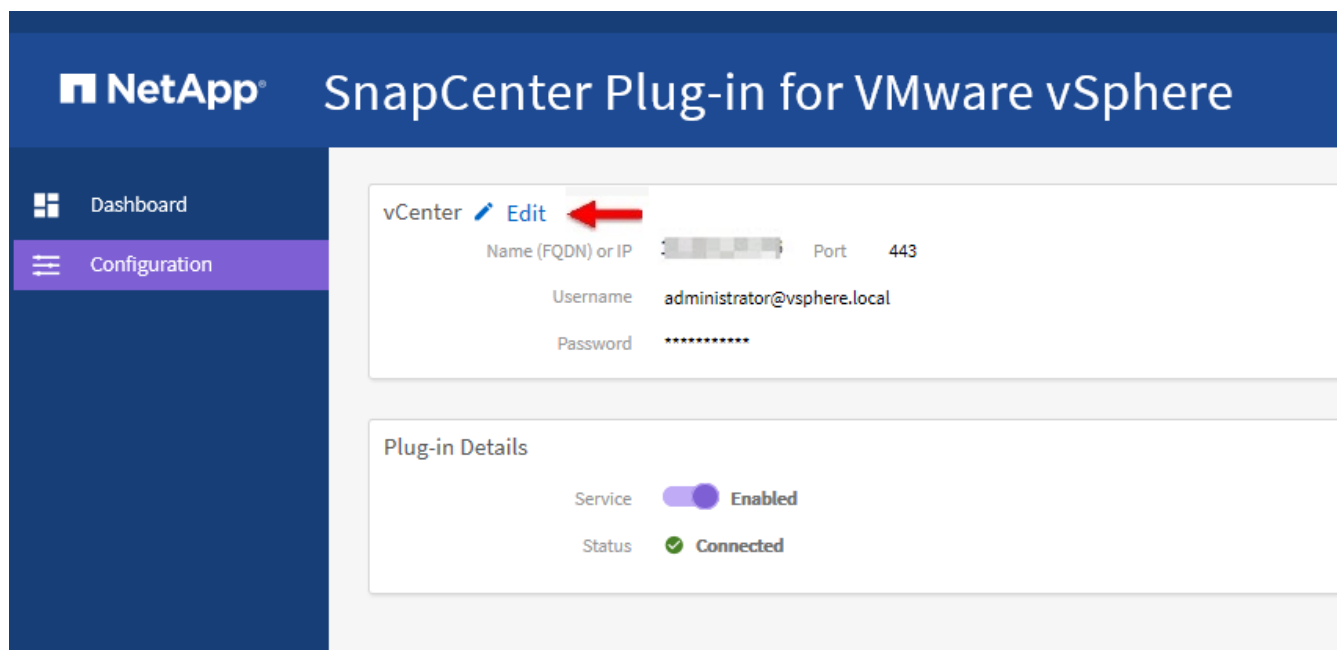 NetApp SnapCenter Plug-in for VMware vSphere
Dashboard
Configuration
vCenter Edit
Name (FQDN) or IP Port 443
Username administrator@vsphere.local
Password ***********
Plug-in Details
Service Enabled
Status Connected